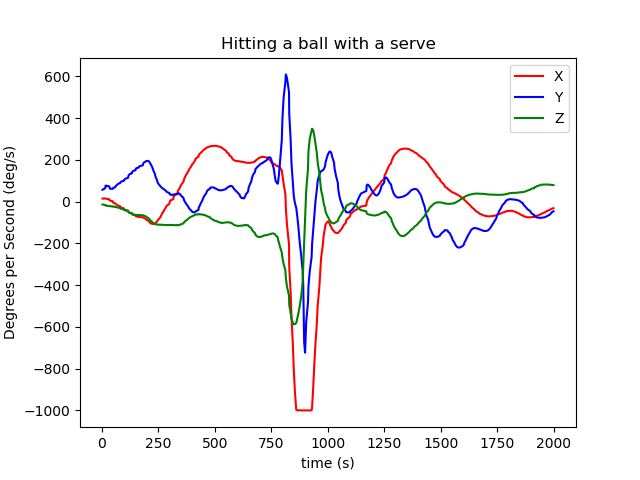 Hitting a ball with a serve
X
Y
Z
Degrees per Second (deg/s)
600
400
200
0
−200
−400
−600
−800
−1000
0 250 500 750 1000 1250 1500 1750 2000
time (s)